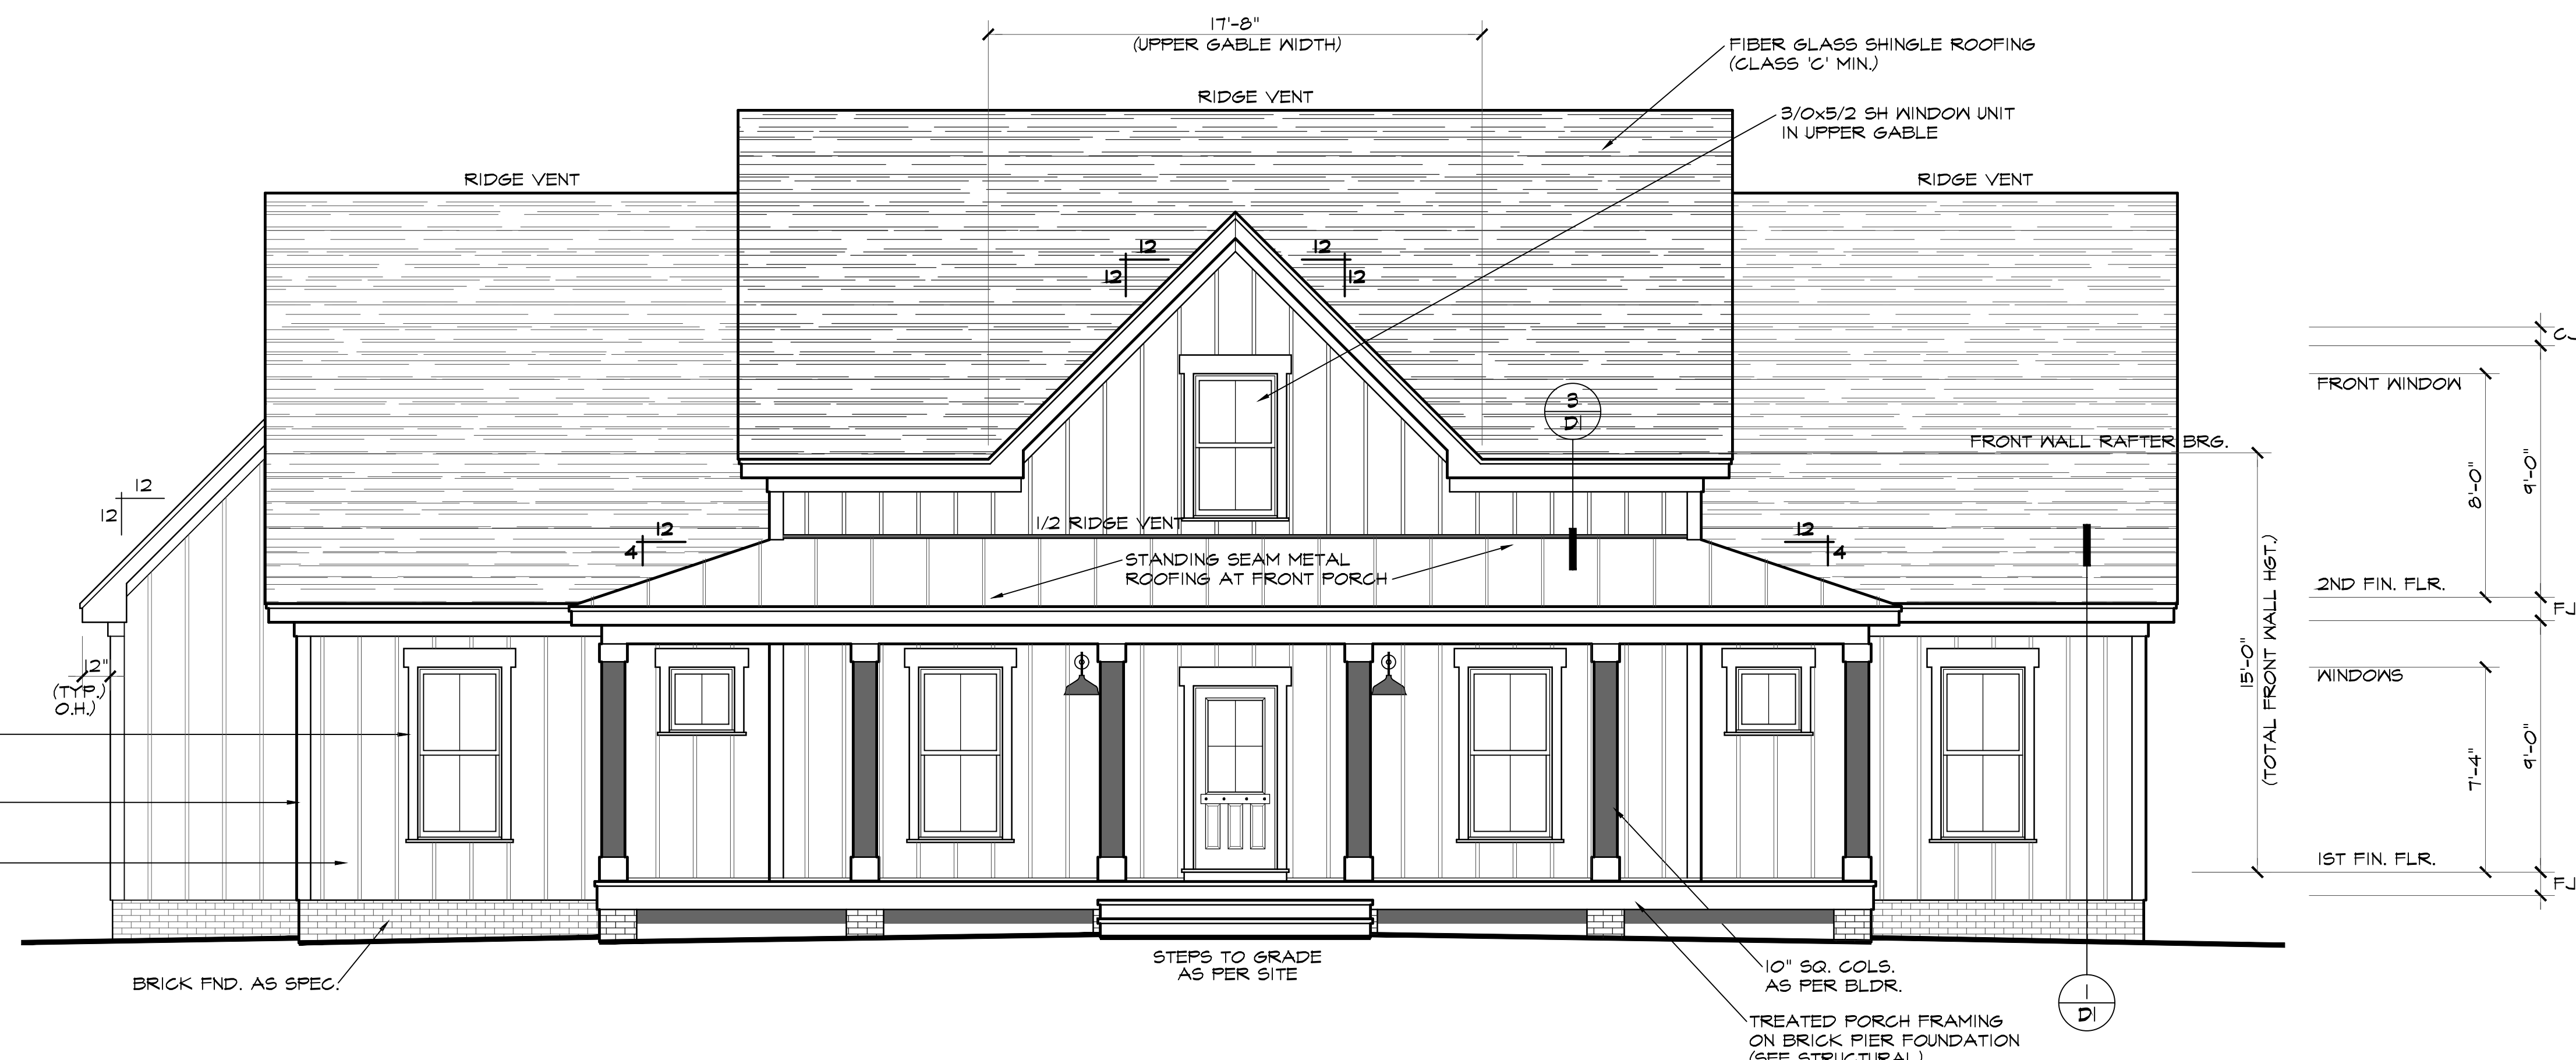 17'-8"
(UPPER GABLE WIDTH)
FIBER GLASS SHINGLE ROOFING
(CLASS 'C' MIN.)
RIDGE VENT
3/0x5/2 SH WINDOW UNIT
IN UPPER GABLE
RIDGE VENT
RIDGE VENT
12
12
12
12
CJ
FRONT WINDOW
3
D1
FRONT WALL RAFTER BRG.
8'-0"
9'-0"
12
12
1/2 RIDGE VENT
12
4
12
4
STANDING SEAM METAL
ROOFING AT FRONT PORCH
2ND FIN. FLR.
FJ
12"
(TYP.)
O.H.)
15'-0"
(TOTAL FRONT WALL HGT.)
WINDOWS
7'-4"
9'-0"
1ST FIN. FLR.
FJ
BRICK FND. AS SPEC.
STEPS TO GRADE
AS PER SITE
10" SQ. COLS.
AS PER BLDR.
1
D1
TREATED PORCH FRAMING
ON BRICK PIER FOUNDATION
(SEE STRUCTURAL)